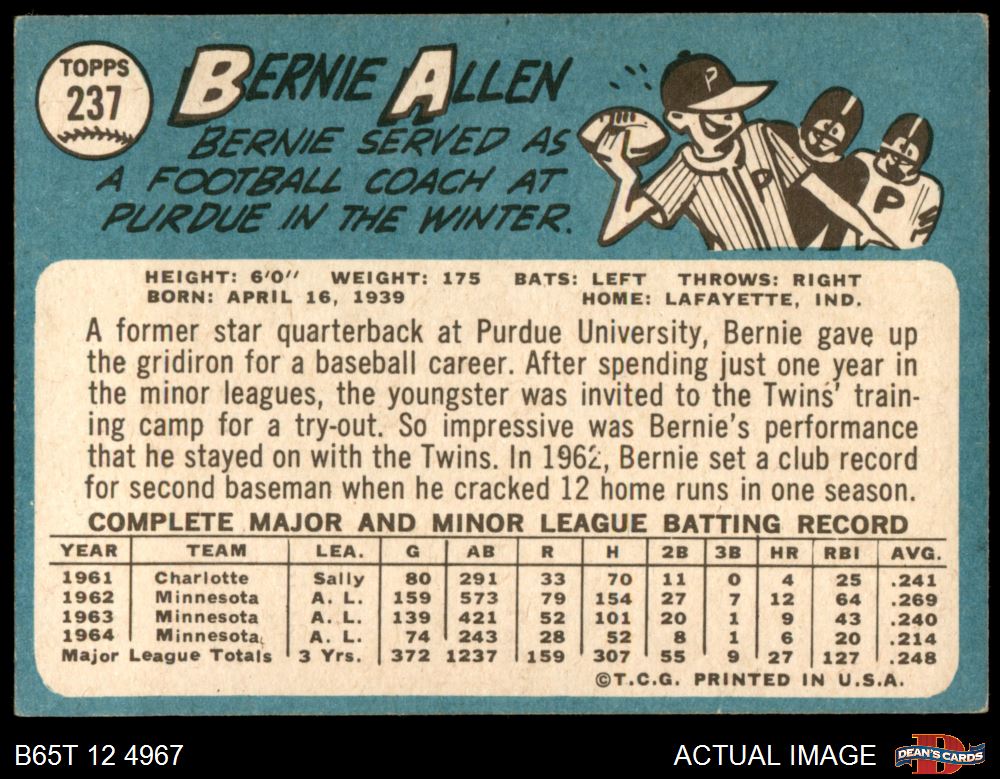 TOPPS
237
BERNIE ALLEN
BERNIE SERVED AS
A FOOTBALL COACH AT
PURDUE IN THE WINTER.
P
P
P
HEIGHT: 6'0" WEIGHT: 175 BATS: LEFT THROWS: RIGHT
BORN: APRIL 16, 1939 HOME: LAFAYETTE, IND.
A former star quarterback at Purdue University, Bernie gave up
the gridiron for a baseball career. After spending just one year in
the minor leagues, the youngster was invited to the Twins' train-
ing camp for a try-out. So impressive was Bernie's performance
that he stayed on with the Twins. In 1962, Bernie set a club record
for second baseman when he cracked 12 home runs in one season.
COMPLETE MAJOR AND MINOR LEAGUE BATTING RECORD
YEAR TEAM LEA. G AB R H 2B 3B HR RBI AVG.
1961 Charlotte Sally 80 291 33 70 11 0 4 25 .241
1962 Minnesota A. L. 159 573 79 154 27 7 12 64 .269
1963 Minnesota A. L. 139 421 52 101 20 1 9 43 .240
1964 Minnesota A. L. 74 243 28 52 8 1 6 20 .214
Major League Totals 3 Yrs. 372 1237 159 307 55 9 27 127 .248
©T.C.G. PRINTED IN U.S.A.
B65T 12 4967
ACTUAL IMAGE
DEAN'S CARDS